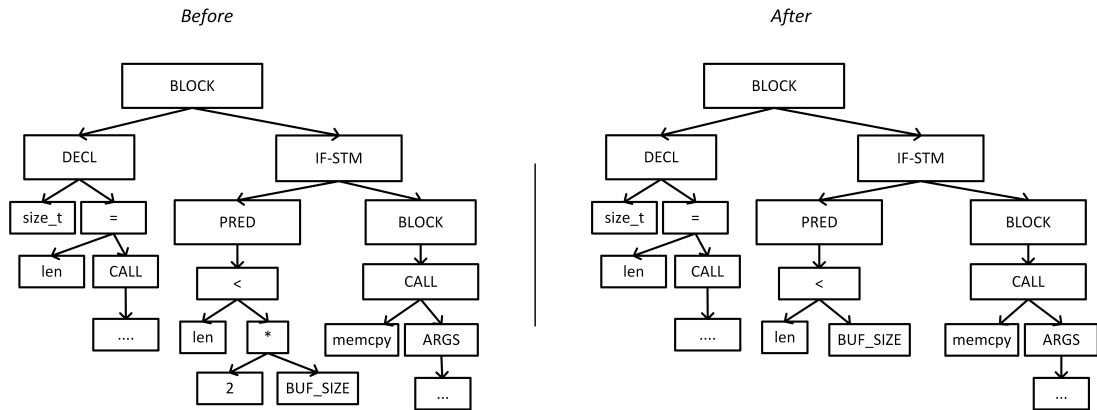 Before
After
BLOCK
DECL
IF-STM
size_t
=
PRED
BLOCK
len
CALL
<
CALL
....
len
*
memcpy
ARGS
2
BUF_SIZE
...
BLOCK
DECL
IF-STM
size_t
=
PRED
BLOCK
len
CALL
<
CALL
....
len
BUF_SIZE
memcpy
ARGS
...